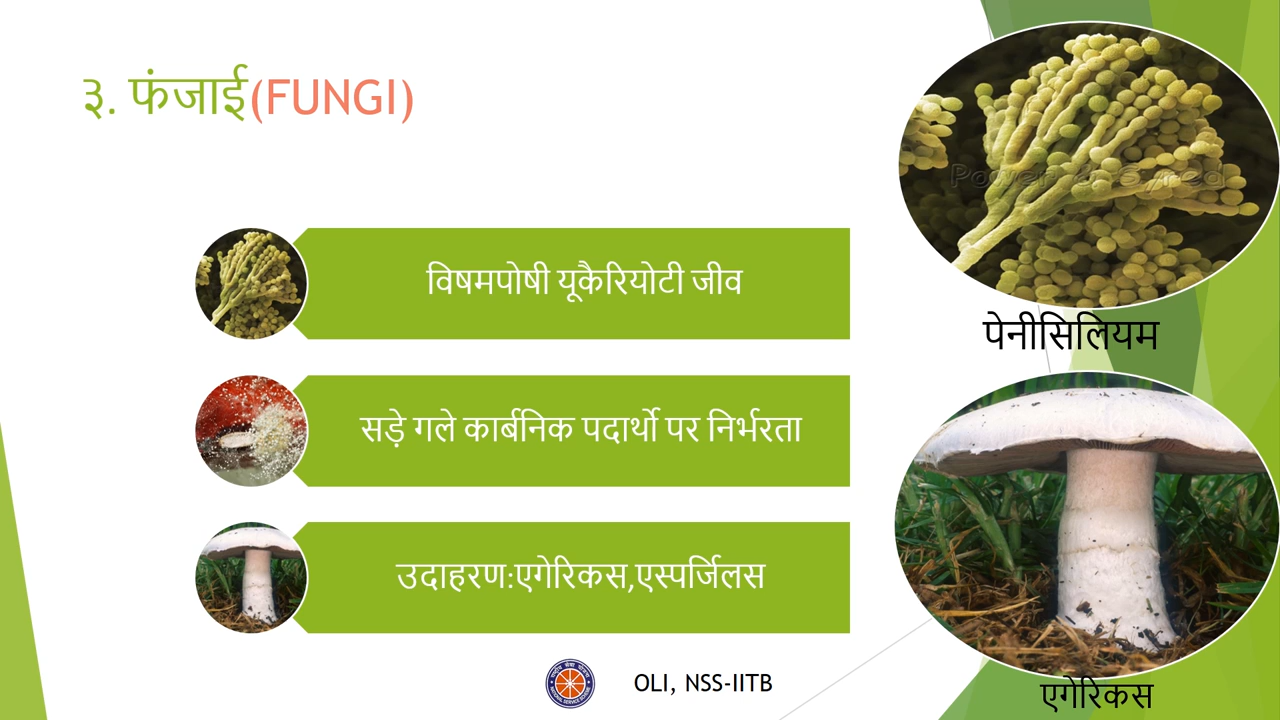 ३. फंजाई(FUNGI)
विषमपोषी यूकैरियोटी जीव
सड़े गले कार्बनिक पदार्थो पर निर्भरता
उदाहरण:एगेरिकस,एस्पर्जिलस
पेनीसिलियम
एगेरिकस
OLI, NSS-IITB